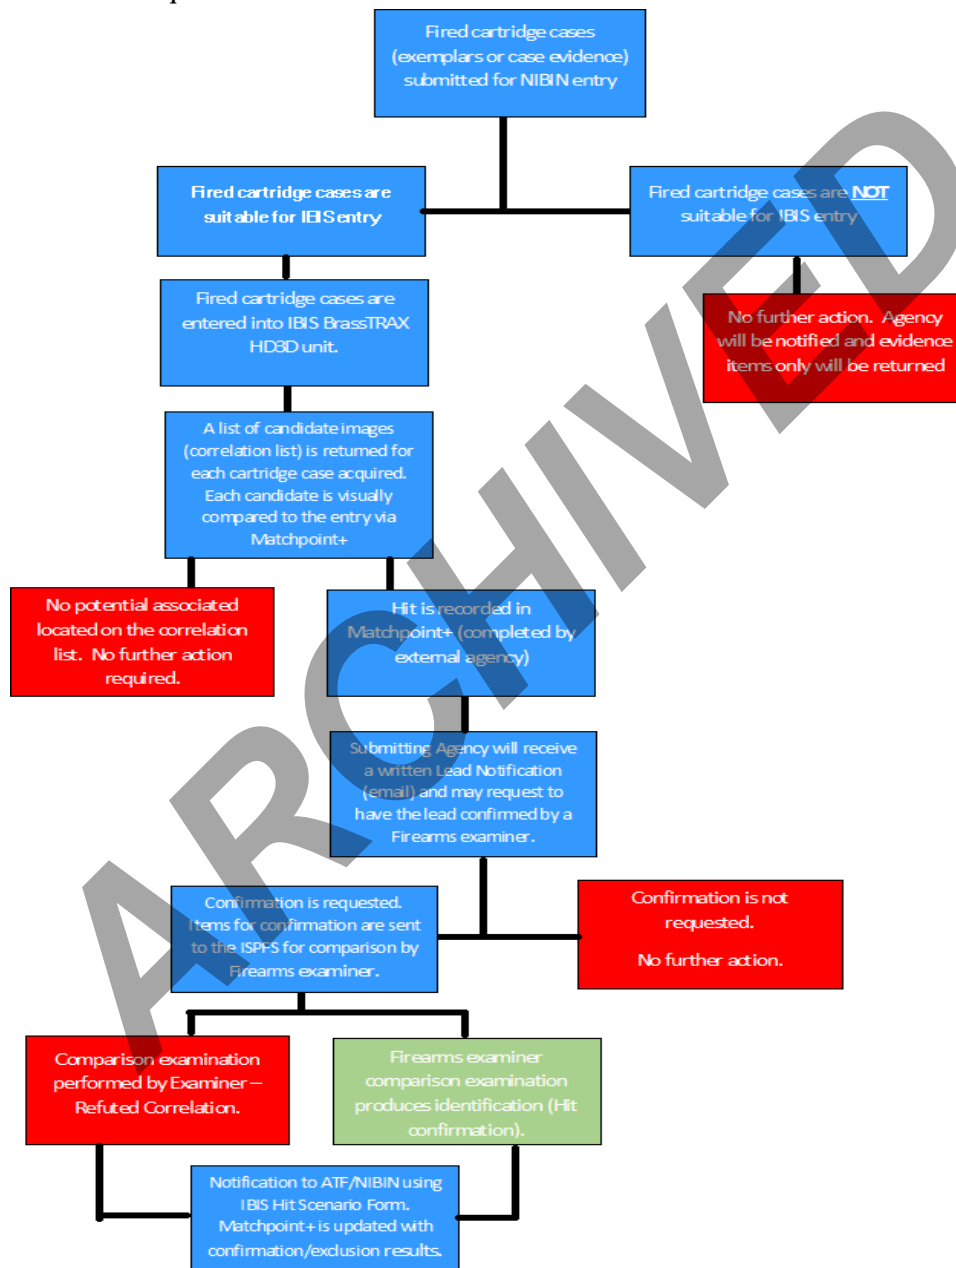 Fired cartridge cases
(exemplars or case evidence)
submitted for NIBIN entry
Fired cartridge cases are
suitable for IBIS entry
Fired cartridge cases are NOT
suitable for IBIS entry
Fired cartridge cases are
entered into IBIS BrassTRAX
HD3D unit.
No further action. Agency
will be notified and evidence
items only will be returned
A list of candidate images
(correlation list) is returned for
each cartridge case acquired.
Each candidate is visually
compared to the entry via
Matchpoint+
No potential associated
located on the correlation
list. No further action
required.
Hit is recorded in
Matchpoint+ (completed by
external agency)
Submitting Agency will receive
a written Lead Notification
(email) and may request to
have the lead confirmed by a
Firearms examiner.
Confirmation is requested.
Items for confirmation are sent
to the ISPFS for comparison by
Firearms examiner.
Confirmation is not
requested.
No further action.
Comparison examination
performed by Examiner –
Refuted Correlation.
Firearms examiner
comparison examination
produces identification (Hit
confirmation).
Notification to ATF/NIBIN using
IBIS Hit Scenario Form.
Matchpoint+ is updated with
confirmation/exclusion results.
ARCHIVED